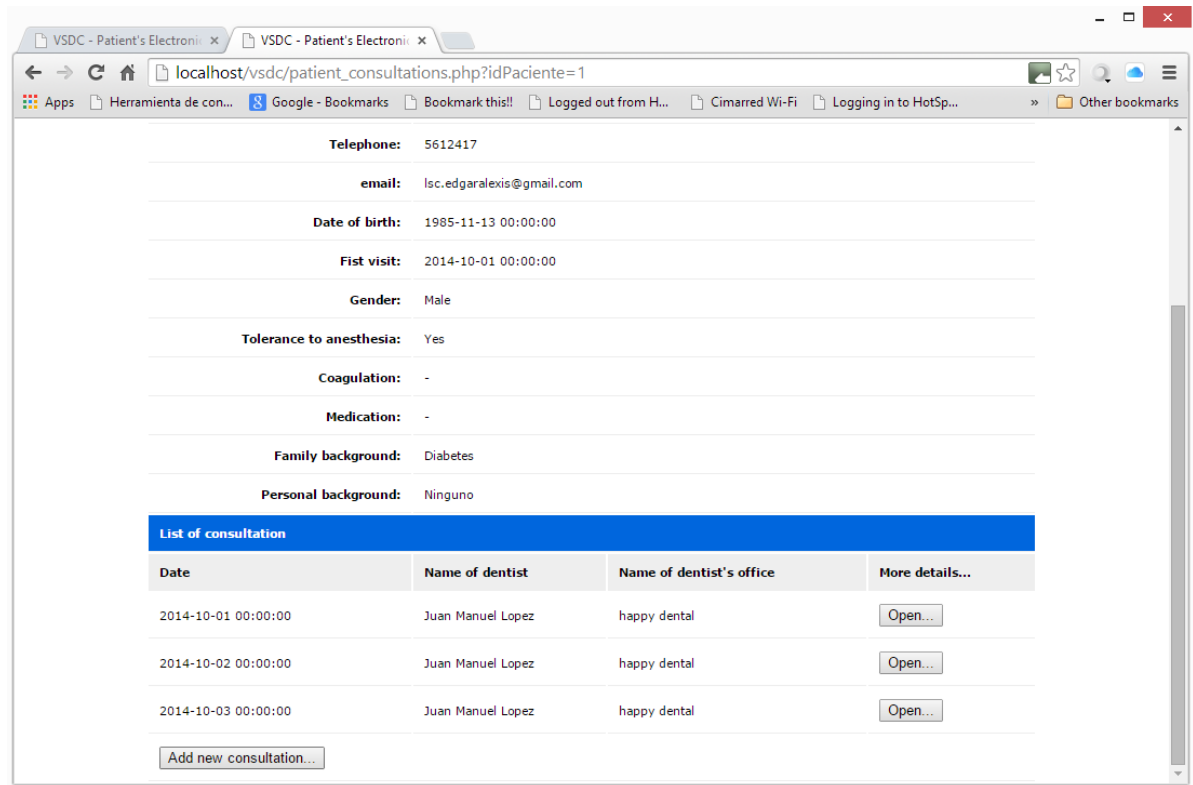 VSDC - Patient's Electronic VSDC - Patient's Electronic
localhost/vsdc/patient_consultations.php?idPaciente=1
Apps Herramienta de con... Google - Bookmarks Bookmark this!! Logged out from H... Cimarred Wi-Fi Logging in to HotSp... » Other bookmarks
Telephone: 5612417
email: lsc.edgaralexis@gmail.com
Date of birth: 1985-11-13 00:00:00
Fist visit: 2014-10-01 00:00:00
Gender: Male
Tolerance to anesthesia: Yes
Coagulation: -
Medication: -
Family background: Diabetes
Personal background: Ninguno
List of consultation
Date Name of dentist Name of dentist's office More details...
2014-10-01 00:00:00 Juan Manuel Lopez happy dental Open...
2014-10-02 00:00:00 Juan Manuel Lopez happy dental Open...
2014-10-03 00:00:00 Juan Manuel Lopez happy dental Open...
Add new consultation...